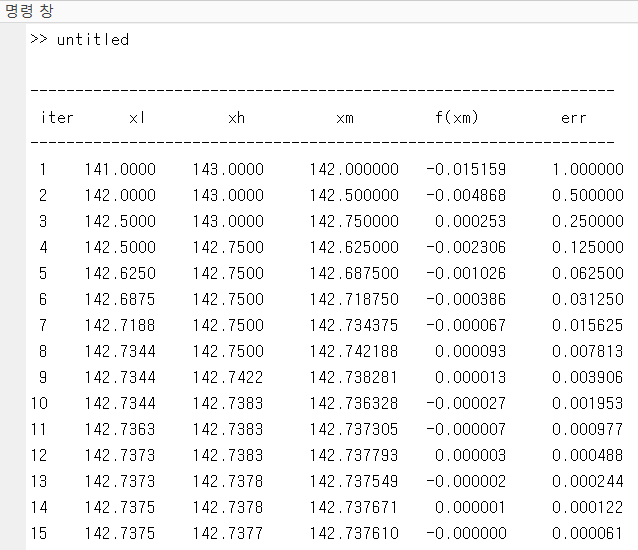 명령 창
>> untitled
-----------------------------------------------------------------
iter xl xh xm f(xm) err
-----------------------------------------------------------------
1 141.0000 143.0000 142.000000 -0.015159 1.000000
2 142.0000 143.0000 142.500000 -0.004868 0.500000
3 142.5000 143.0000 142.750000 0.000253 0.250000
4 142.5000 142.7500 142.625000 -0.002306 0.125000
5 142.6250 142.7500 142.687500 -0.001026 0.062500
6 142.6875 142.7500 142.718750 -0.000386 0.031250
7 142.7188 142.7500 142.734375 -0.000067 0.015625
8 142.7344 142.7500 142.742188 0.000093 0.007813
9 142.7344 142.7422 142.738281 0.000013 0.003906
10 142.7344 142.7383 142.736328 -0.000027 0.001953
11 142.7363 142.7383 142.737305 -0.000007 0.000977
12 142.7373 142.7383 142.737793 0.000003 0.000488
13 142.7373 142.7378 142.737549 -0.000002 0.000244
14 142.7375 142.7378 142.737671 0.000001 0.000122
15 142.7375 142.7377 142.737610 -0.000000 0.000061